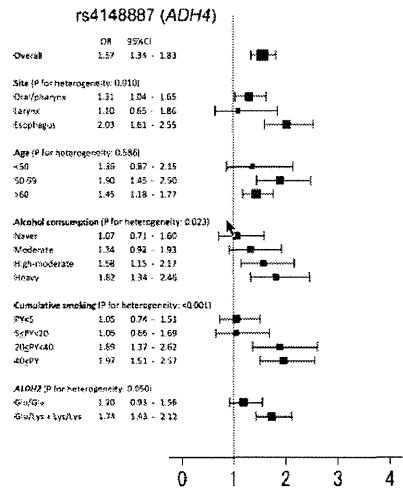 rs4148887 (ADH4)
OR 95%CI
Overall 1.57 1.34 - 1.83
Site (P for heterogeneity: 0.010)
Oral/pharynx 1.31 1.04 - 1.65
Larynx 1.10 0.65 - 1.86
Esophagus 2.03 1.61 - 2.55
Age (P for heterogeneity: 0.586)
<50 0.87 - 2.15
50-59 1.90 1.45 - 2.50
>60 1.45 1.18 - 1.77
Alcohol consumption (P for heterogeneity: 0.023)
Never 1.07 0.71 - 1.60
Moderate 1.34 0.92 - 1.93
High-moderate 1.58 1.15 - 2.17
Heavy 1.82 1.34 - 2.46
Cumulative smoking (P for heterogeneity: <0.001)
PY<5 1.05 0.74 - 1.51
5≤PY<20 1.05 0.66 - 1.69
20≤PY<40 1.89 1.37 - 2.62
40≤PY 1.97 1.51 - 2.57
ALDH2 (P for heterogeneity: 0.050)
Glu/Glu 1.20 0.93 - 1.56
Glu/Lys + Lys/Lys 1.74 1.43 - 2.12
0 1 2 3 4